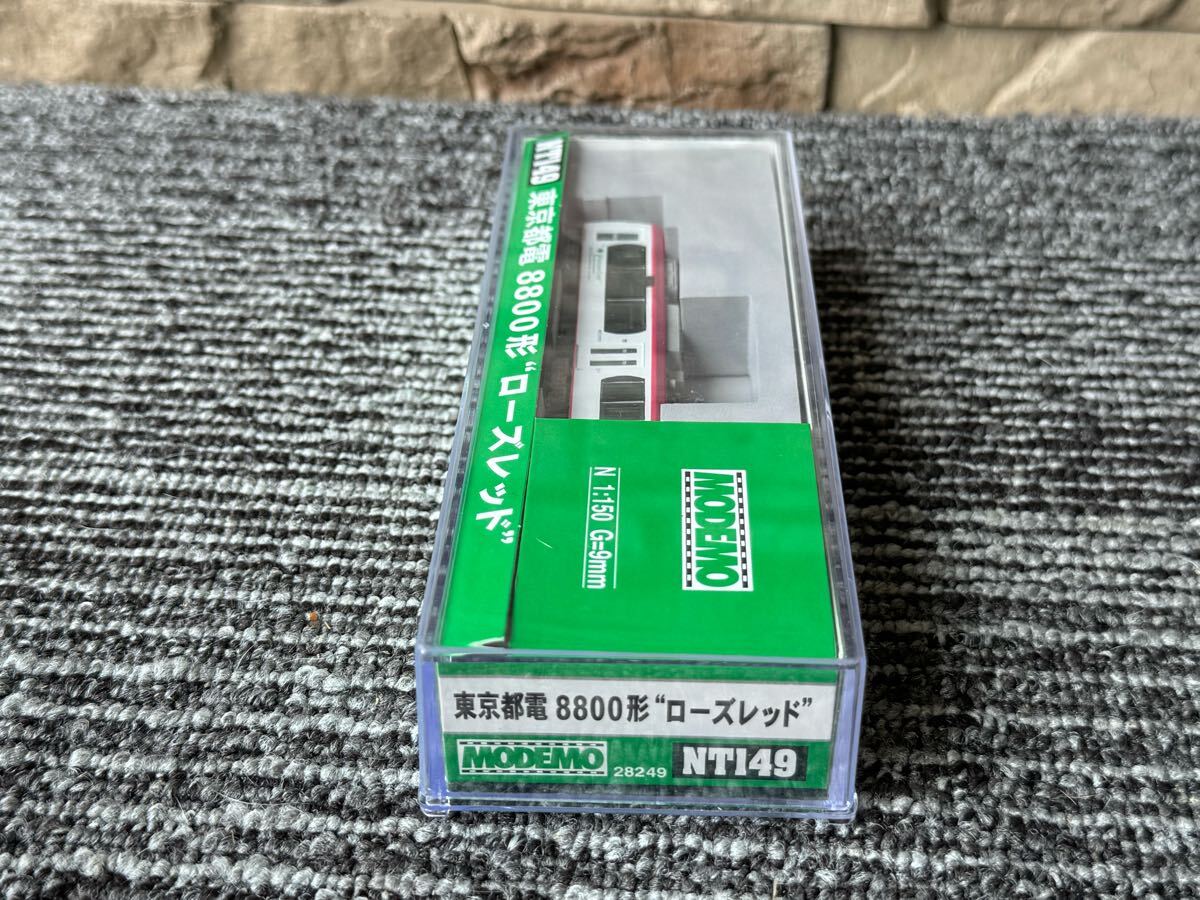 NT149 東京都電 8800形 “ローズレッド”
MODEMO
N 1:150 G=9mm
東京都電 8800形 “ローズレッド”
MODEMO 28249 NT149